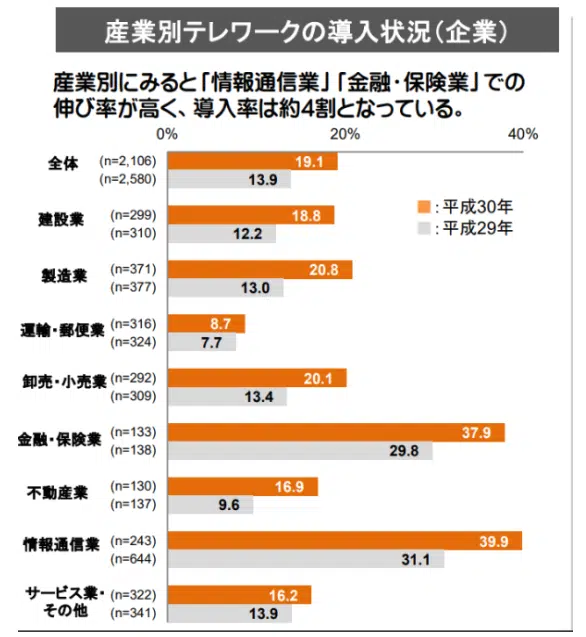 産業別テレワークの導入状況(企業)
産業別にみると「情報通信業」「金融・保険業」での
伸び率が高く、導入率は約4割となっている。
0% 20% 40%
全体 (n=2,106) 19.1
(n=2,580) 13.9
建設業 (n=299) 18.8
(n=310) 12.2
:平成30年
:平成29年
製造業 (n=371) 20.8
(n=377) 13.0
運輸・郵便業 (n=316) 8.7
(n=324) 7.7
卸売・小売業 (n=292) 20.1
(n=309) 13.4
金融・保険業 (n=133) 37.9
(n=138) 29.8
不動産業 (n=130) 16.9
(n=137) 9.6
情報通信業 (n=243) 39.9
(n=644) 31.1
サービス業・ (n=322) 16.2
その他 (n=341) 13.9